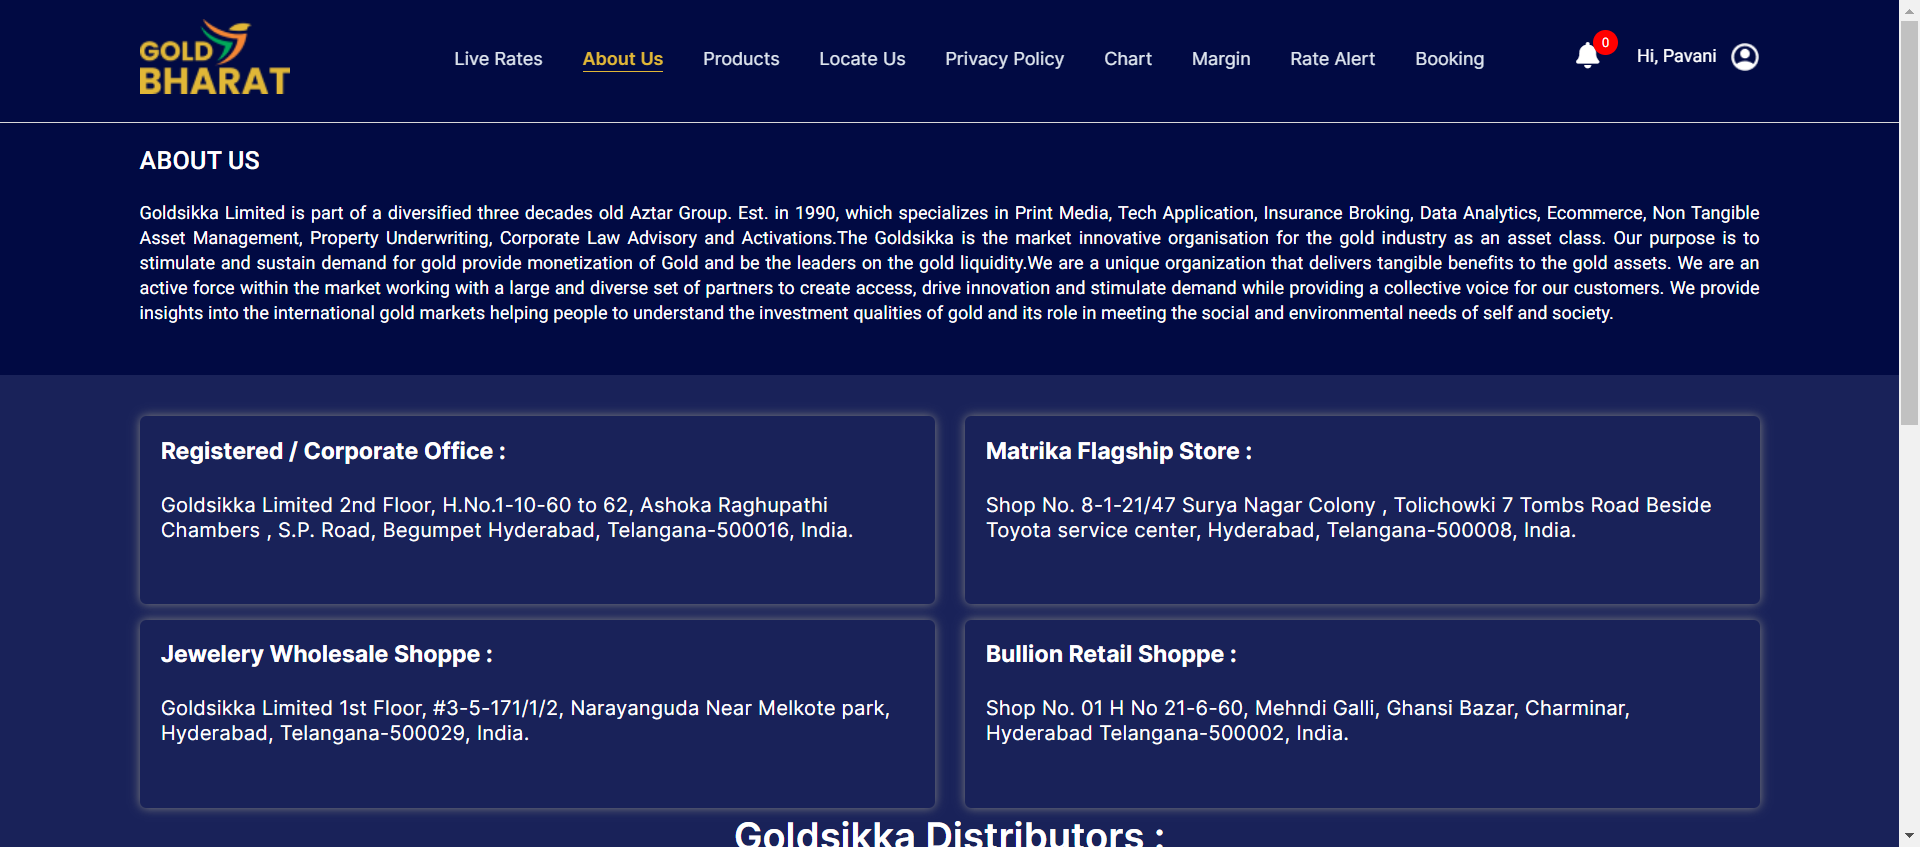 GOLD
BHARAT
Live Rates About Us Products Locate Us Privacy Policy Chart Margin Rate Alert Booking 0 Hi, Pavani
ABOUT US
Goldsikka Limited is part of a diversified three decades old Aztar Group. Est. in 1990, which specializes in Print Media, Tech Application, Insurance Broking, Data Analytics, Ecommerce, Non Tangible
Asset Management, Property Underwriting, Corporate Law Advisory and Activations.The Goldsikka is the market innovative organisation for the gold industry as an asset class. Our purpose is to
stimulate and sustain demand for gold provide monetization of Gold and be the leaders on the gold liquidity.We are a unique organization that delivers tangible benefits to the gold assets. We are an
active force within the market working with a large and diverse set of partners to create access, drive innovation and stimulate demand while providing a collective voice for our customers. We provide
insights into the international gold markets helping people to understand the investment qualities of gold and its role in meeting the social and environmental needs of self and society.
Registered / Corporate Office :
Goldsikka Limited 2nd Floor, H.No.1-10-60 to 62, Ashoka Raghupathi
Chambers , S.P. Road, Begumpet Hyderabad, Telangana-500016, India.
Matrika Flagship Store :
Shop No. 8-1-21/47 Surya Nagar Colony , Tolichowki 7 Tombs Road Beside
Toyota service center, Hyderabad, Telangana-500008, India.
Jewelery Wholesale Shoppe :
Goldsikka Limited 1st Floor, #3-5-171/1/2, Narayanguda Near Melkote park,
Hyderabad, Telangana-500029, India.
Bullion Retail Shoppe :
Shop No. 01 H No 21-6-60, Mehndi Galli, Ghansi Bazar, Charminar,
Hyderabad Telangana-500002, India.
Goldsikka Distributors :